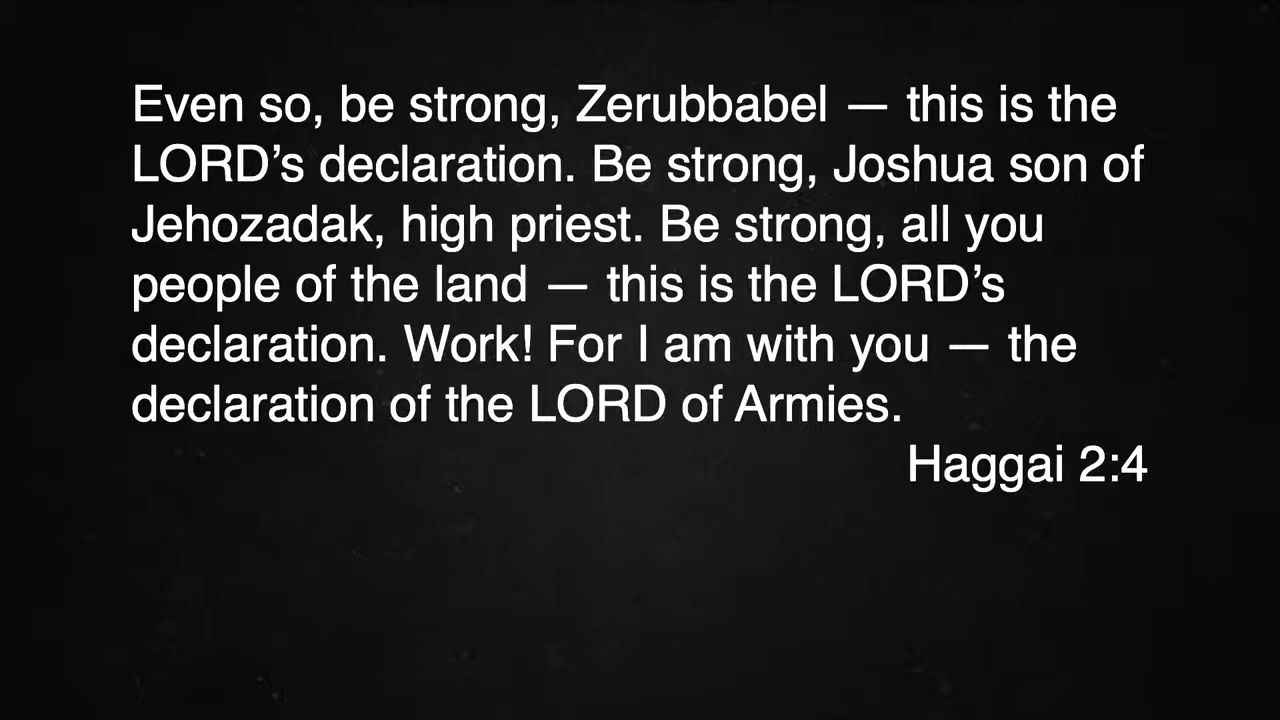 Even so, be strong, Zerubbabel — this is the
LORD’s declaration. Be strong, Joshua son of
Jehozadak, high priest. Be strong, all you
people of the land — this is the LORD’s
declaration. Work! For I am with you — the
declaration of the LORD of Armies.
Haggai 2:4